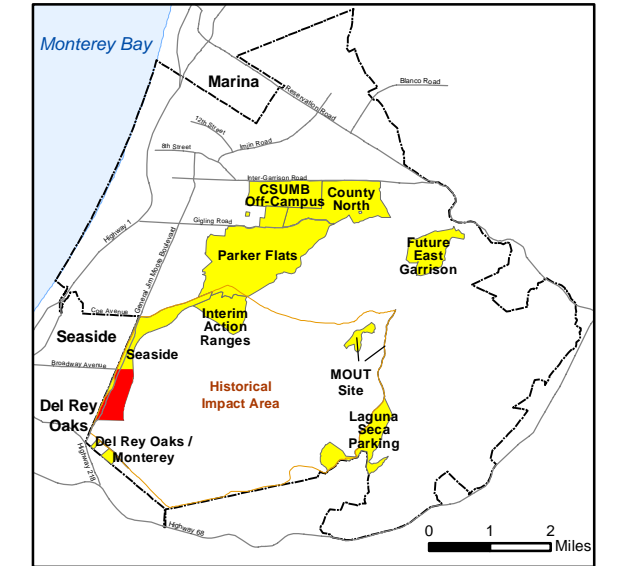 Monterey Bay
Marina
Blanco Road
Reservation Road
12th Street
Imjin Road
8th Street
Inter-Garrison Road
CSUMB
Off-Campus
County
North
Gigling Road
Highway 1
General Jim Moore Boulevard
Parker Flats
Future
East
Garrison
Coe Avenue
Interim
Action
Ranges
Seaside
Seaside
Broadway Avenue
MOUT
Site
Historical
Impact Area
Del Rey
Oaks
Laguna
Seca
Parking
Del Rey Oaks /
Monterey
Highway 218
Highway 68
0 1 2
Miles